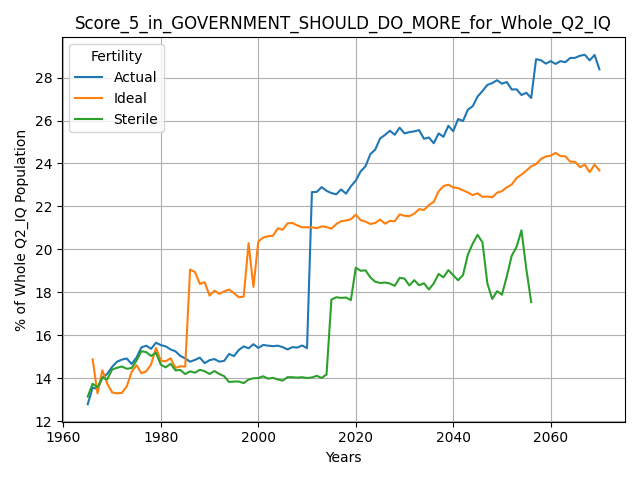 Score_5_in_GOVERNMENT_SHOULD_DO_MORE_for_Whole_Q2_IQ
Fertility
Actual
Ideal
Sterile
% of Whole Q2_IQ Population
28
26
24
22
20
18
16
14
12
1960
1980
2000
2020
2040
2060
Years